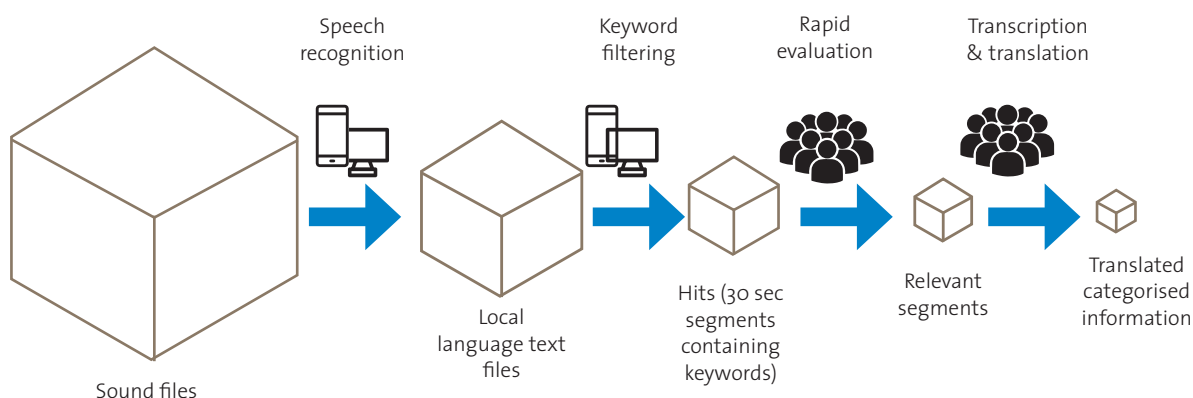 Speech
recognition
Keyword
filtering
Rapid
evaluation
Transcription
& translation
Sound files
Local
language text
files
Hits (30 sec
segments
containing
keywords)
Relevant
segments
Translated
categorised
information